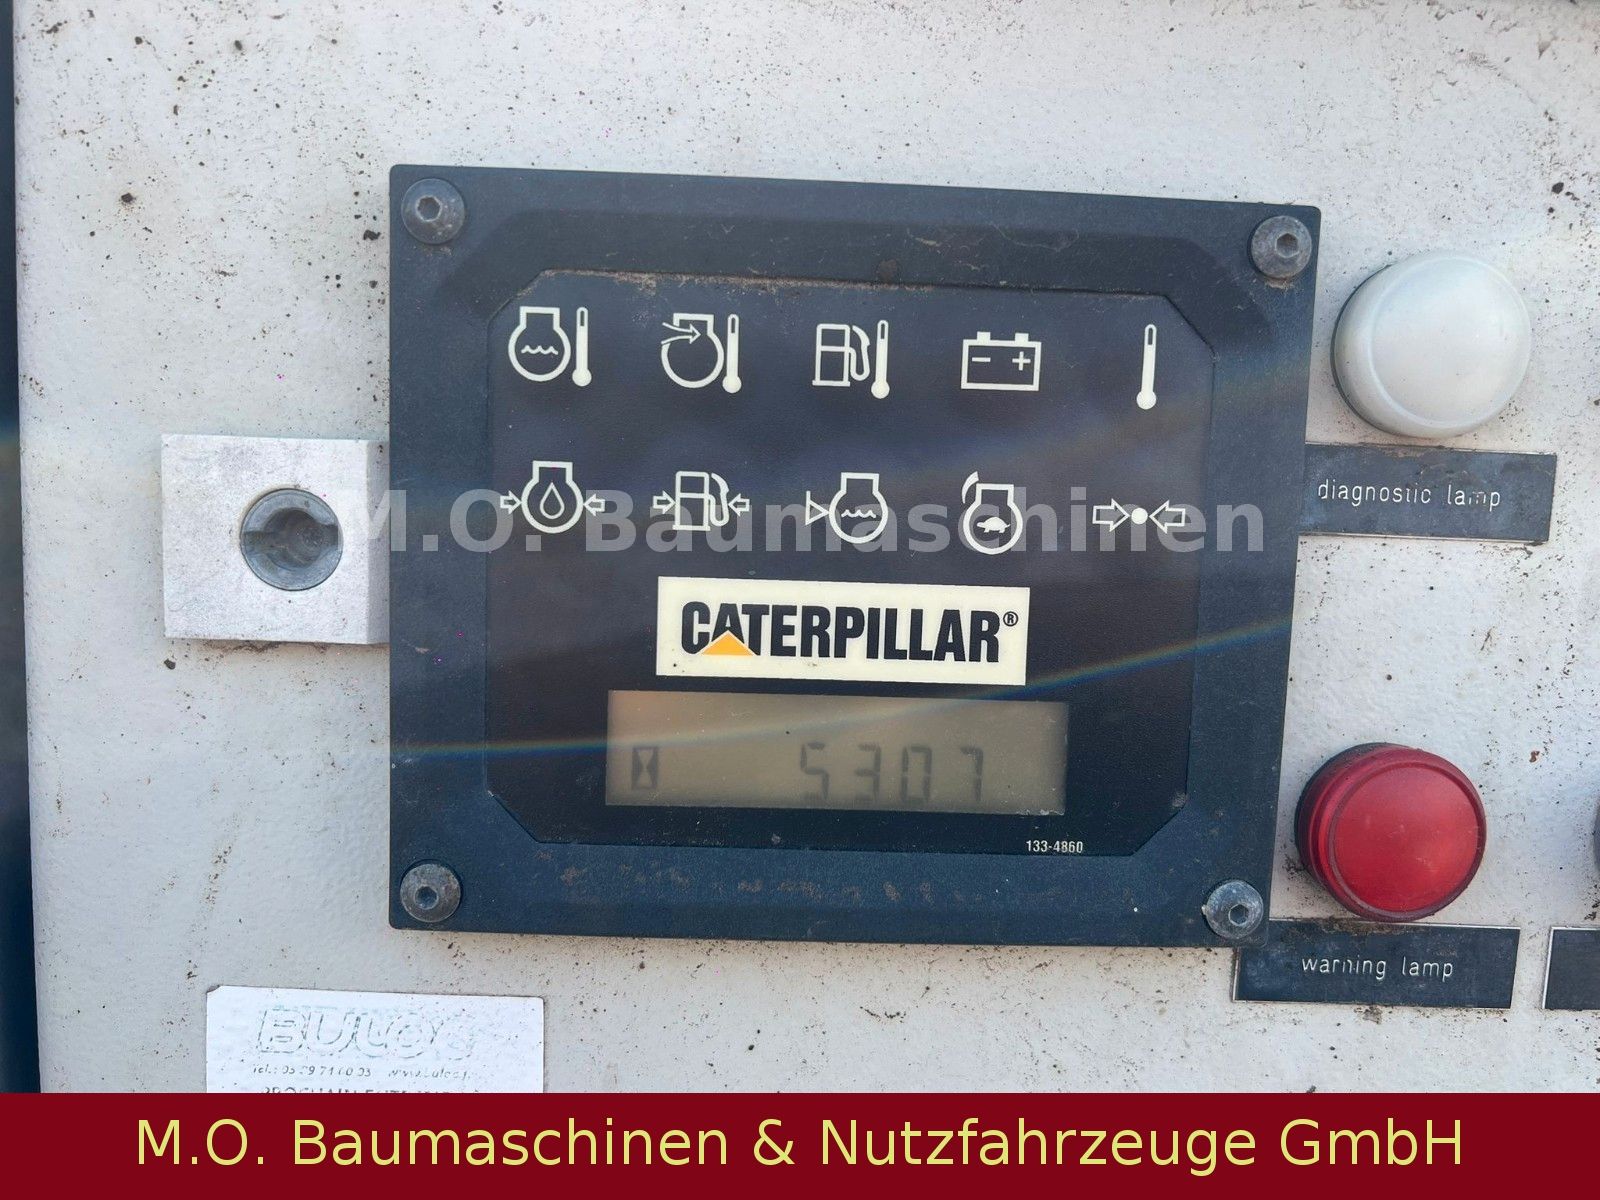 diagnostic lamp
M.O. Baumaschinen
CATERPILLAR®
5307
133-4860
warning lamp
M.O. Baumaschinen & Nutzfahrzeuge GmbH